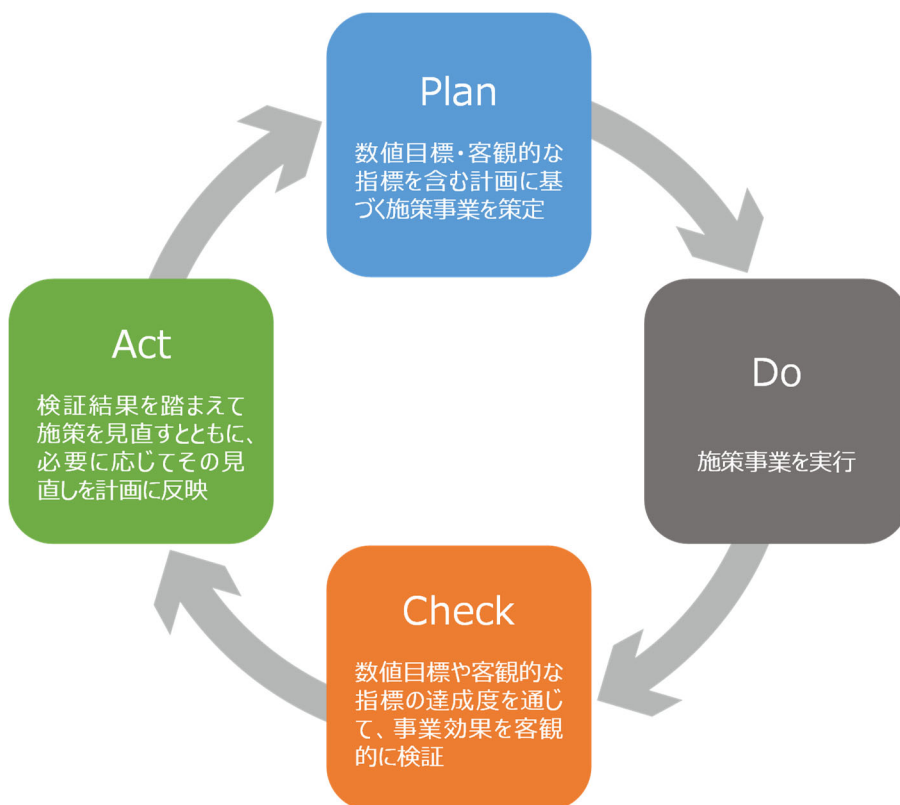 Plan
数値目標・客観的な
指標を含む計画に基
づく施策事業を策定
Do
施策事業を実行
Check
数値目標や客観的な
指標の達成度を通じ
て、事業効果を客観
的に検証
Act
検証結果を踏まえて
施策を見直すとともに、
必要に応じてその見
直しを計画に反映